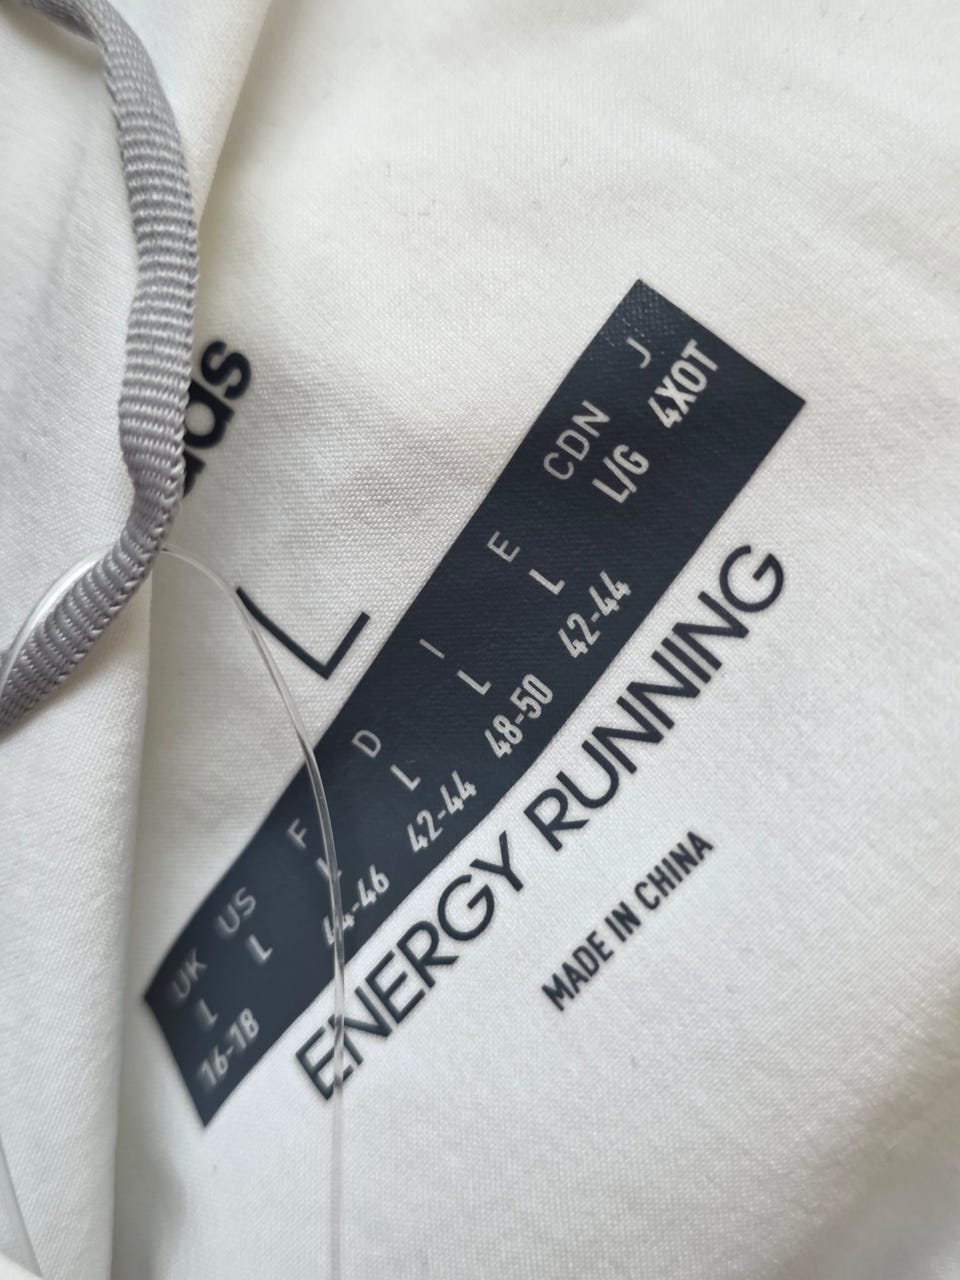 das
L
UK US F D I E CDN J
L L L L L L L/G 4XOT
16-18 44-46 42-44 48-50 42-44
ENERGY RUNNING
MADE IN CHINA